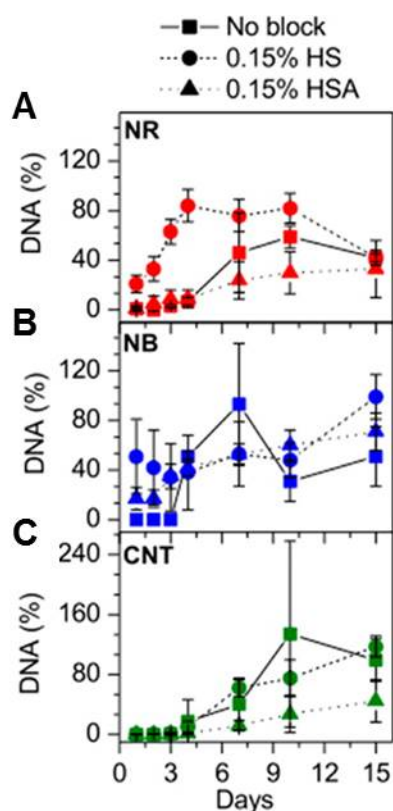 No block
0.15% HS
0.15% HSA
A
NR
DNA (%)
120
80
40
0
B
NB
DNA (%)
120
80
40
0
C
CNT
DNA (%)
240
160
80
0
0 3 6 9 12 15
Days